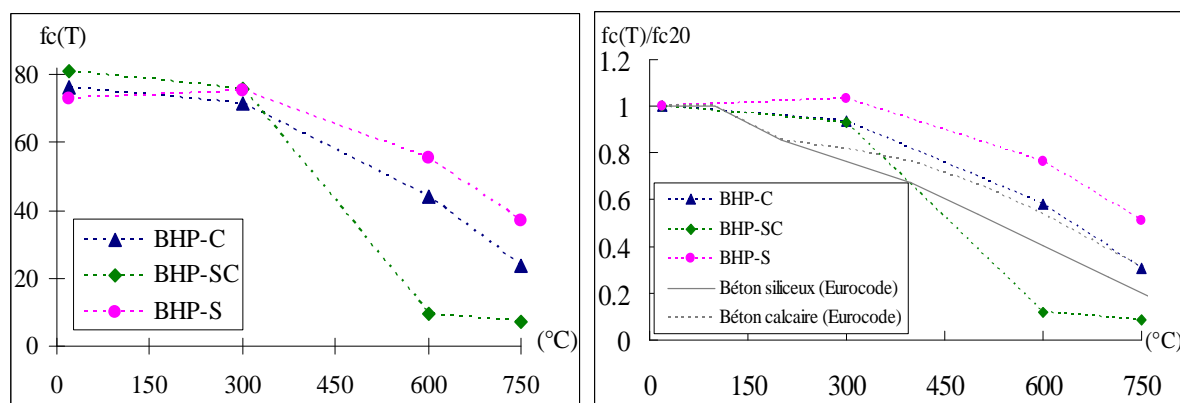 fc(T)
80
60
40
20
0
BHP-C
BHP-SC
BHP-S
(°C)
0 150 300 450 600 750
fc(T)/fc20
1.2
1
0.8
0.6
0.4
0.2
0
BHP-C
BHP-SC
BHP-S
Béton siliceux (Eurocode)
Béton calcaire (Eurocode)
(°C)
0 150 300 450 600 750